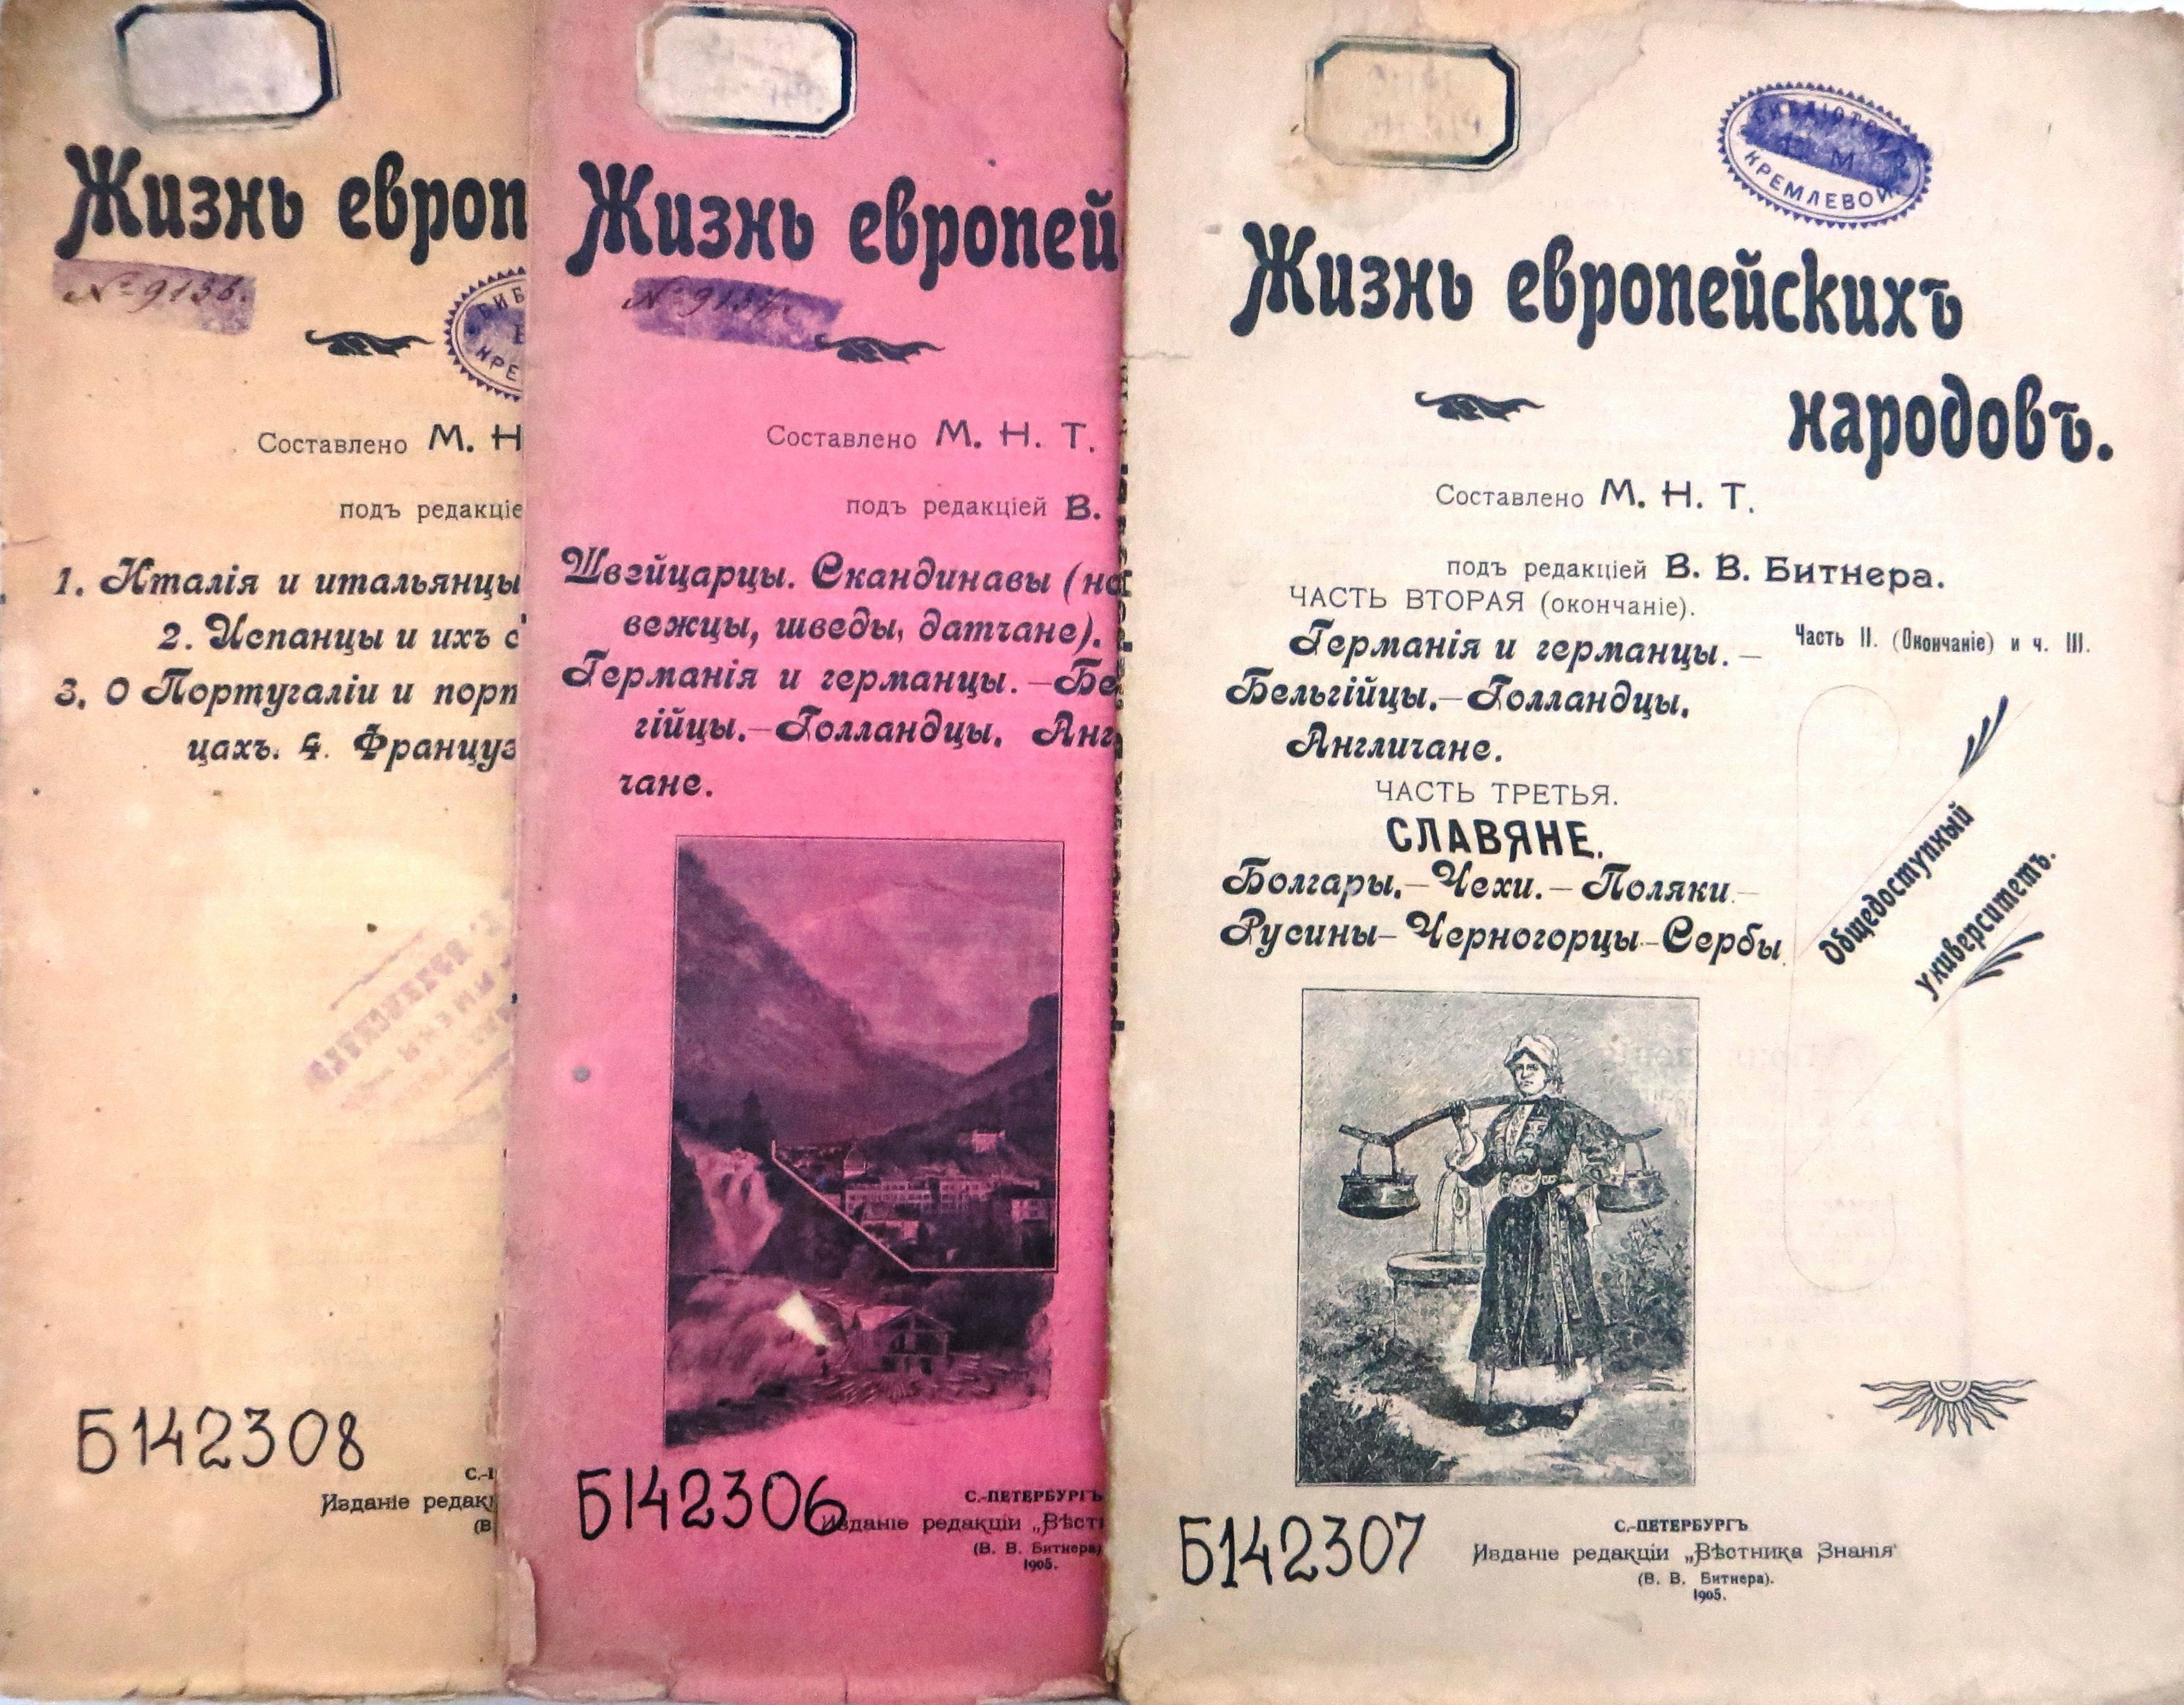 Жизнь европ
№ 9136.
Составлено М. Н
подъ редакціе
1. Италія и итальянцы
2. Испанцы и ихъ с
3. О Португаліи и порт
цахъ. 4. Француз
Б142308
С.-П
Изданіе редакц
(В
Жизнь европей
№ 9137.
Составлено М. Н. Т.
подъ редакціей В.
Швейцарцы. Скандинавы (но
вежцы, шведы, датчане).
Германія и германцы.—Бе
гійцы.—Голландцы. Анг
чане.
Б142306
С.-ПЕТЕРБУРГЪ
Изданіе редакціи „Вѣст
(В. В. Битнера)
1905.
БИБЛІОТЕКА
КРЕМЛЕВОЙ
Жизнь европейскихъ
народовъ.
Составлено М. Н. Т.
подъ редакціей В. В. Битнера.
ЧАСТЬ ВТОРАЯ (окончаніе).
Германія и германцы.—
Часть II. (Окончаніе) и ч. III.
Бельгійцы.—Голландцы.
Англичане.
ЧАСТЬ ТРЕТЬЯ.
СЛАВЯНЕ.
Болгары.—Чехи.—Поляки—
Русины—Черногорцы—Сербы.
Общедоступный
университетъ.
Б142307
С.-ПЕТЕРБУРГЪ
Изданіе редакціи „Вѣстника Знанія"
(В. В. Битнера).
1905.